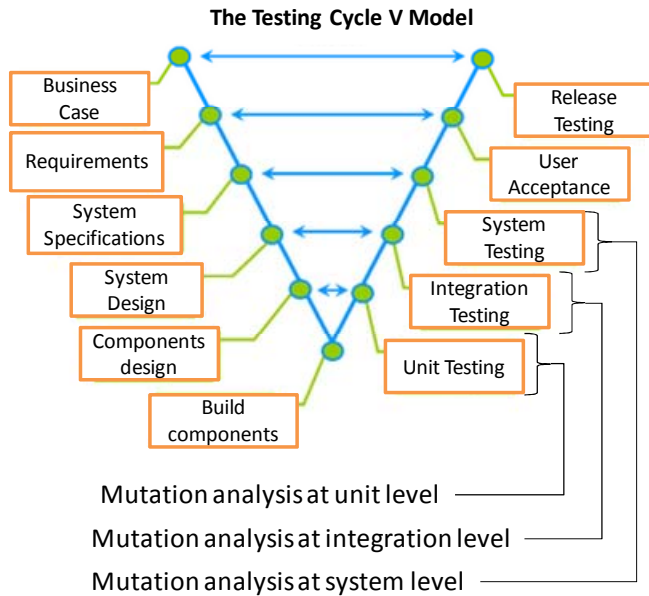 The Testing Cycle V Model
Business
Case
Requirements
System
Specifications
System
Design
Components
design
Build
components
Release
Testing
User
Acceptance
System
Testing
Integration
Testing
Unit Testing
Mutation analysis at unit level
Mutation analysis at integration level
Mutation analysis at system level